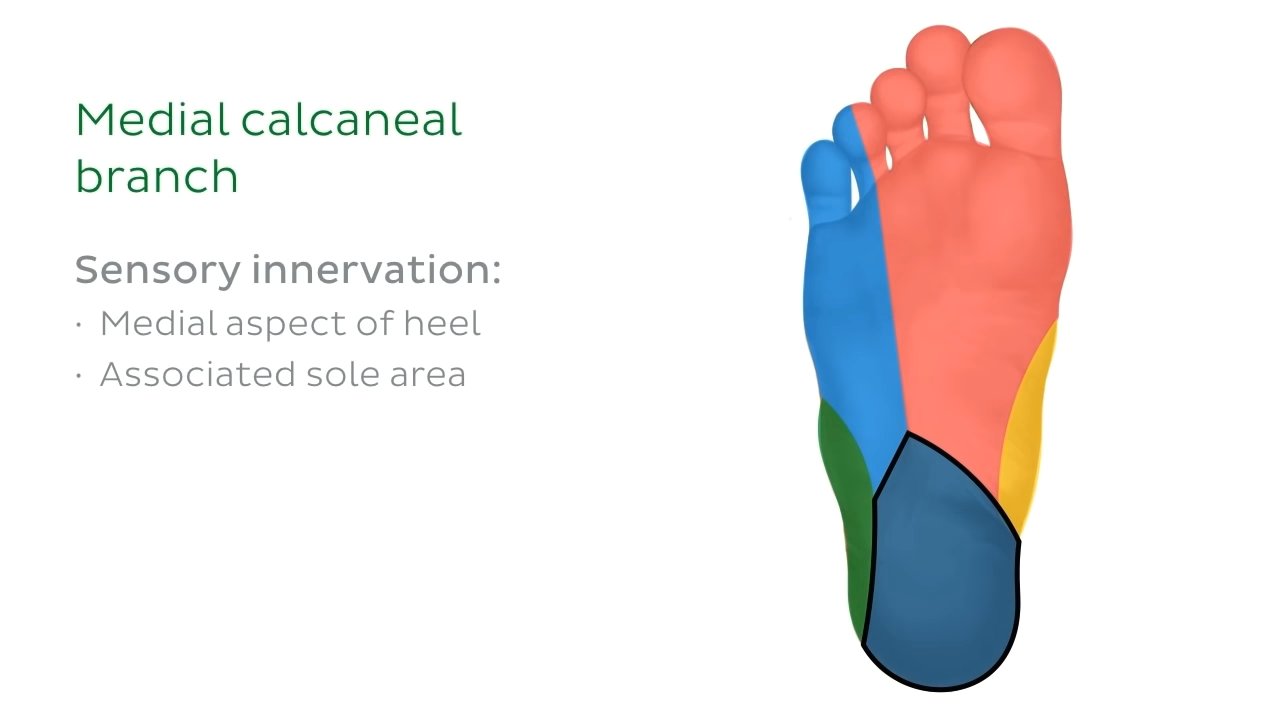 Medial calcaneal
branch
Sensory innervation:
· Medial aspect of heel
· Associated sole area